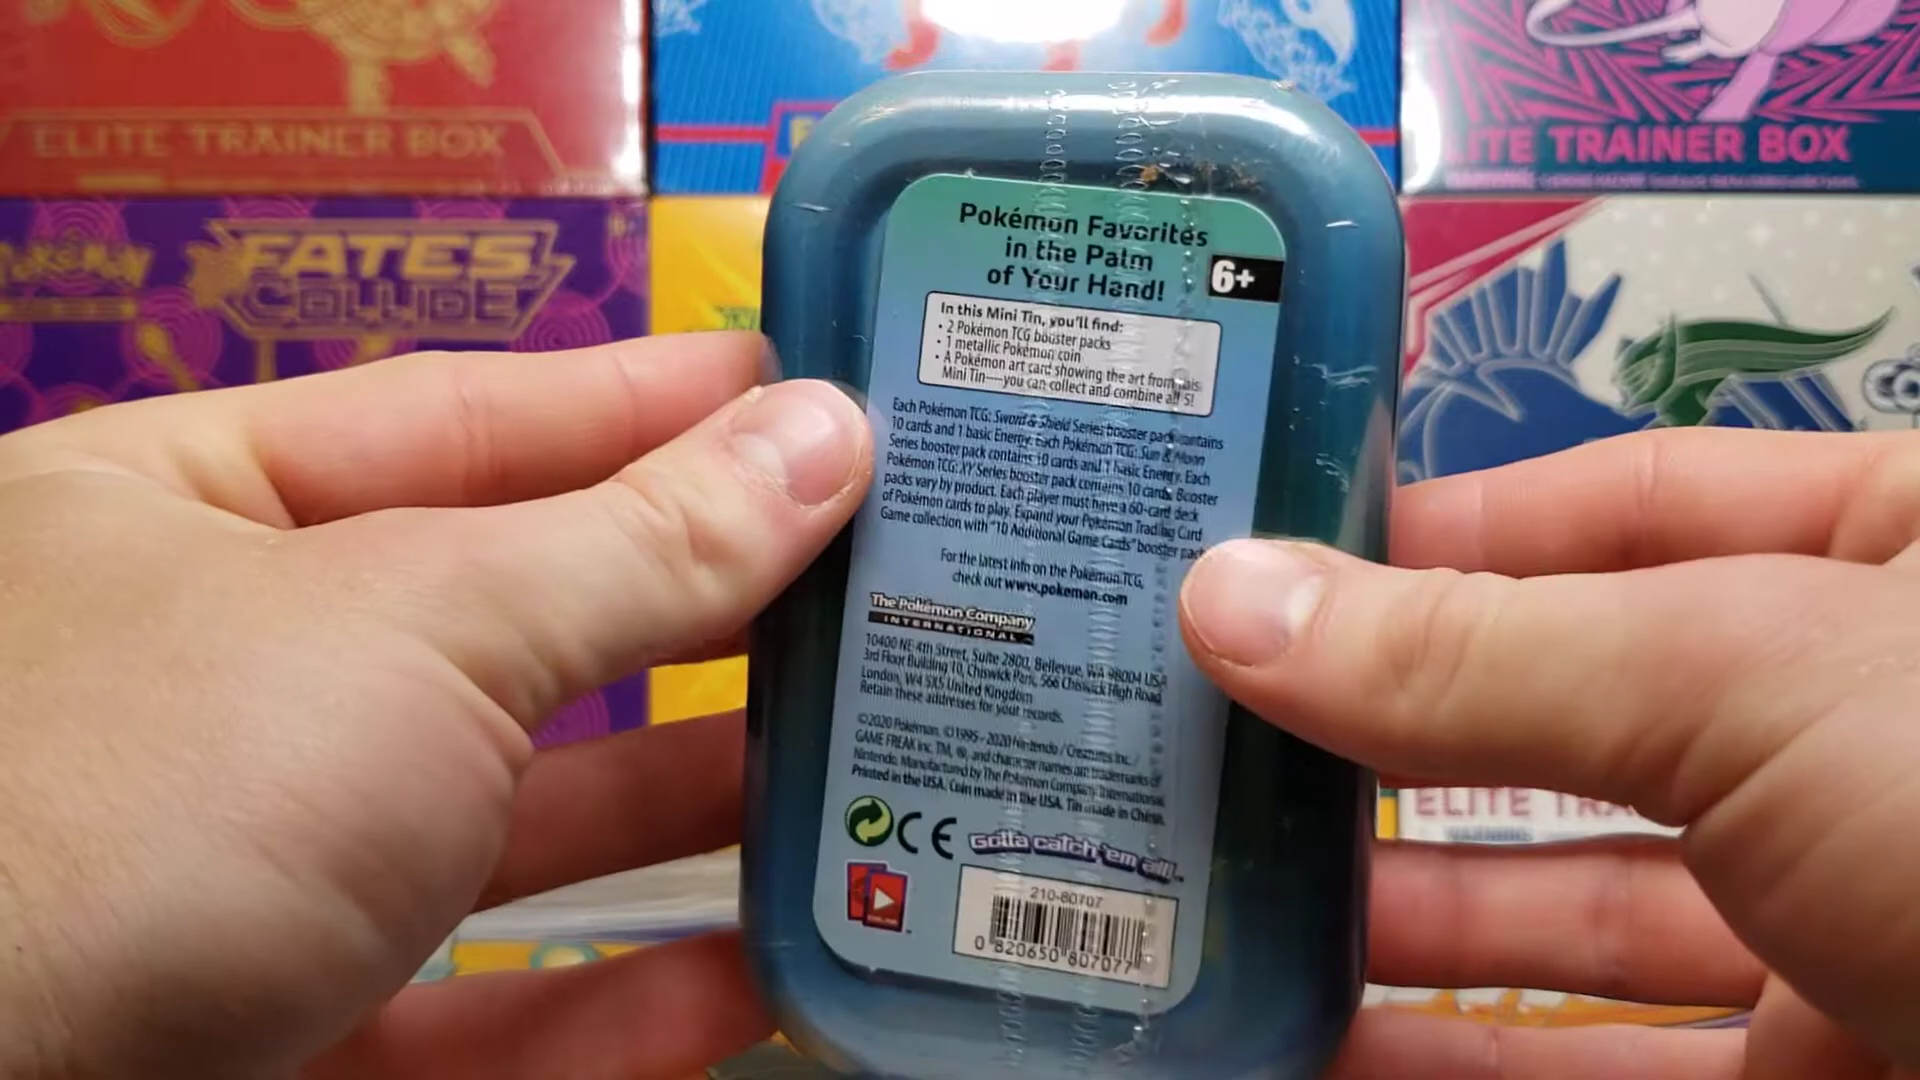 ELITE TRAINER BOX
ELITE TRAINER BOX
POKÉMON
FATES
COLLIDE
Pokémon Favorites
in the Palm
of Your Hand!
6+
In this Mini Tin, you'll find:
• 2 Pokémon TCG booster packs
• 1 metallic Pokémon coin
• A Pokémon art card showing the art from this
Mini Tin—you can collect and combine all 5!
Each Pokémon TCG: Sword & Shield Series booster pack contains
10 cards and 1 basic Energy. Each Pokémon TCG: Sun & Moon
Series booster pack contains 10 cards and 1 basic Energy. Each
Pokémon TCG: XY Series booster pack contains 10 cards. Booster
packs vary by product. Each player must have a 60-card deck
of Pokémon cards to play. Expand your Pokémon Trading Card
Game collection with "10 Additional Game Cards" booster pack
For the latest info on the Pokémon TCG,
check out www.pokemon.com
The Pokémon Company
INTERNATIONAL
10400 NE 4th Street, Suite 2800, Bellevue, WA 98004 USA
3rd Floor Building 10, Chiswick Park, 566 Chiswick High Road
London, W4 5XS United Kingdom
Retain these addresses for your records.
©2020 Pokémon. ©1995–2020 Nintendo / Creatures Inc. /
GAME FREAK inc. TM, ®, and character names are trademarks of
Nintendo. Manufactured by The Pokémon Company International
Printed in the USA. Coin made in the USA. Tin made in China.
CE
Gotta catch 'em all!
210-80707
0 820650 807077
ELITE TRA